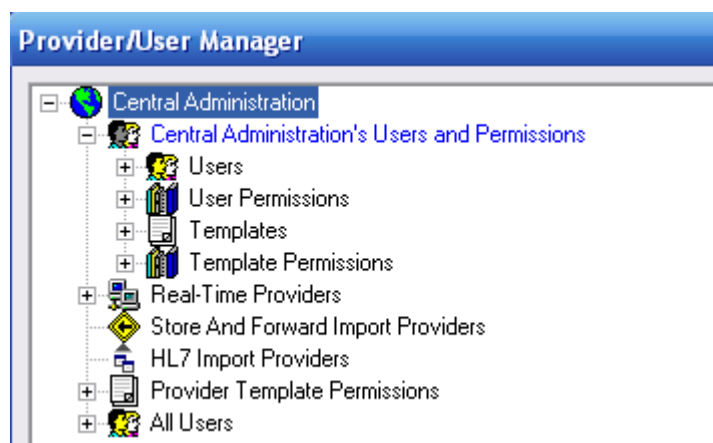 Provider/User Manager
Central Administration
Central Administration's Users and Permissions
Users
User Permissions
Templates
Template Permissions
Real-Time Providers
Store And Forward Import Providers
HL7 Import Providers
Provider Template Permissions
All Users